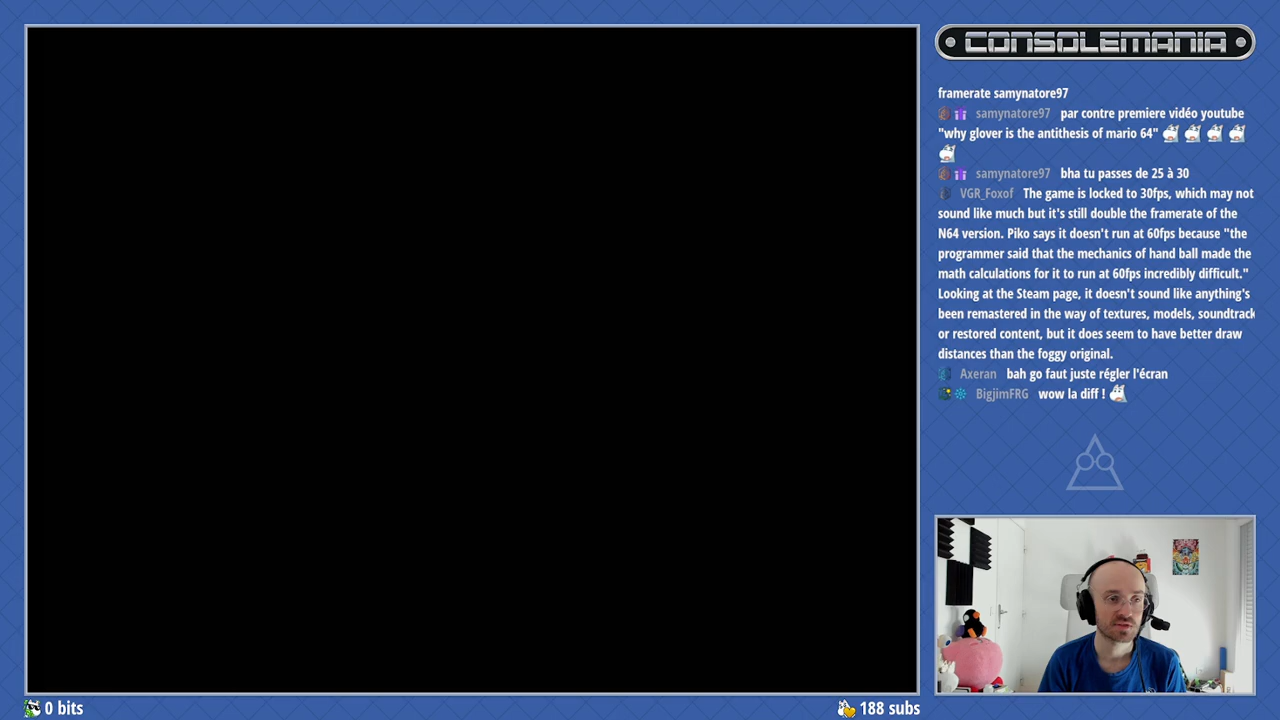 CONSOLEMANIA
framerate samynatore97
samynatore97 par contre premiere vidéo youtube
"why glover is the antithesis of mario 64"
samynatore97 bha tu passes de 25 à 30
VGR_Foxof The game is locked to 30fps, which may not
sound like much but it's still double the framerate of the
N64 version. Piko says it doesn't run at 60fps because "the
programmer said that the mechanics of hand ball made the
math calculations for it to run at 60fps incredibly difficult."
Looking at the Steam page, it doesn't sound like anything's
been remastered in the way of textures, models, soundtrack
or restored content, but it does seem to have better draw
distances than the foggy original.
Axeran bah go faut juste régler l'écran
BigjimFRG wow la diff !
0 bits
188 subs